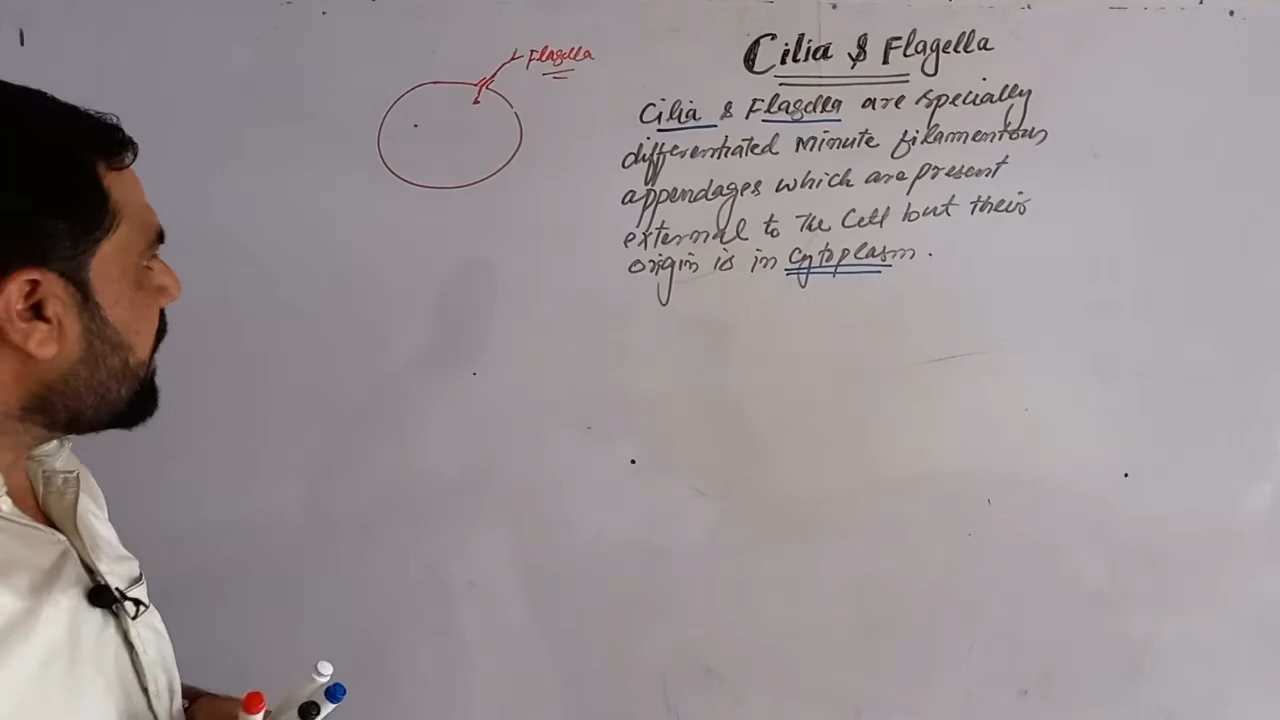 Flagella
Cilia & Flagella
Cilia & Flagella are specially
differentiated minute filamentous
appendages which are present
external to the Cell but their
origin is in cytoplasm.